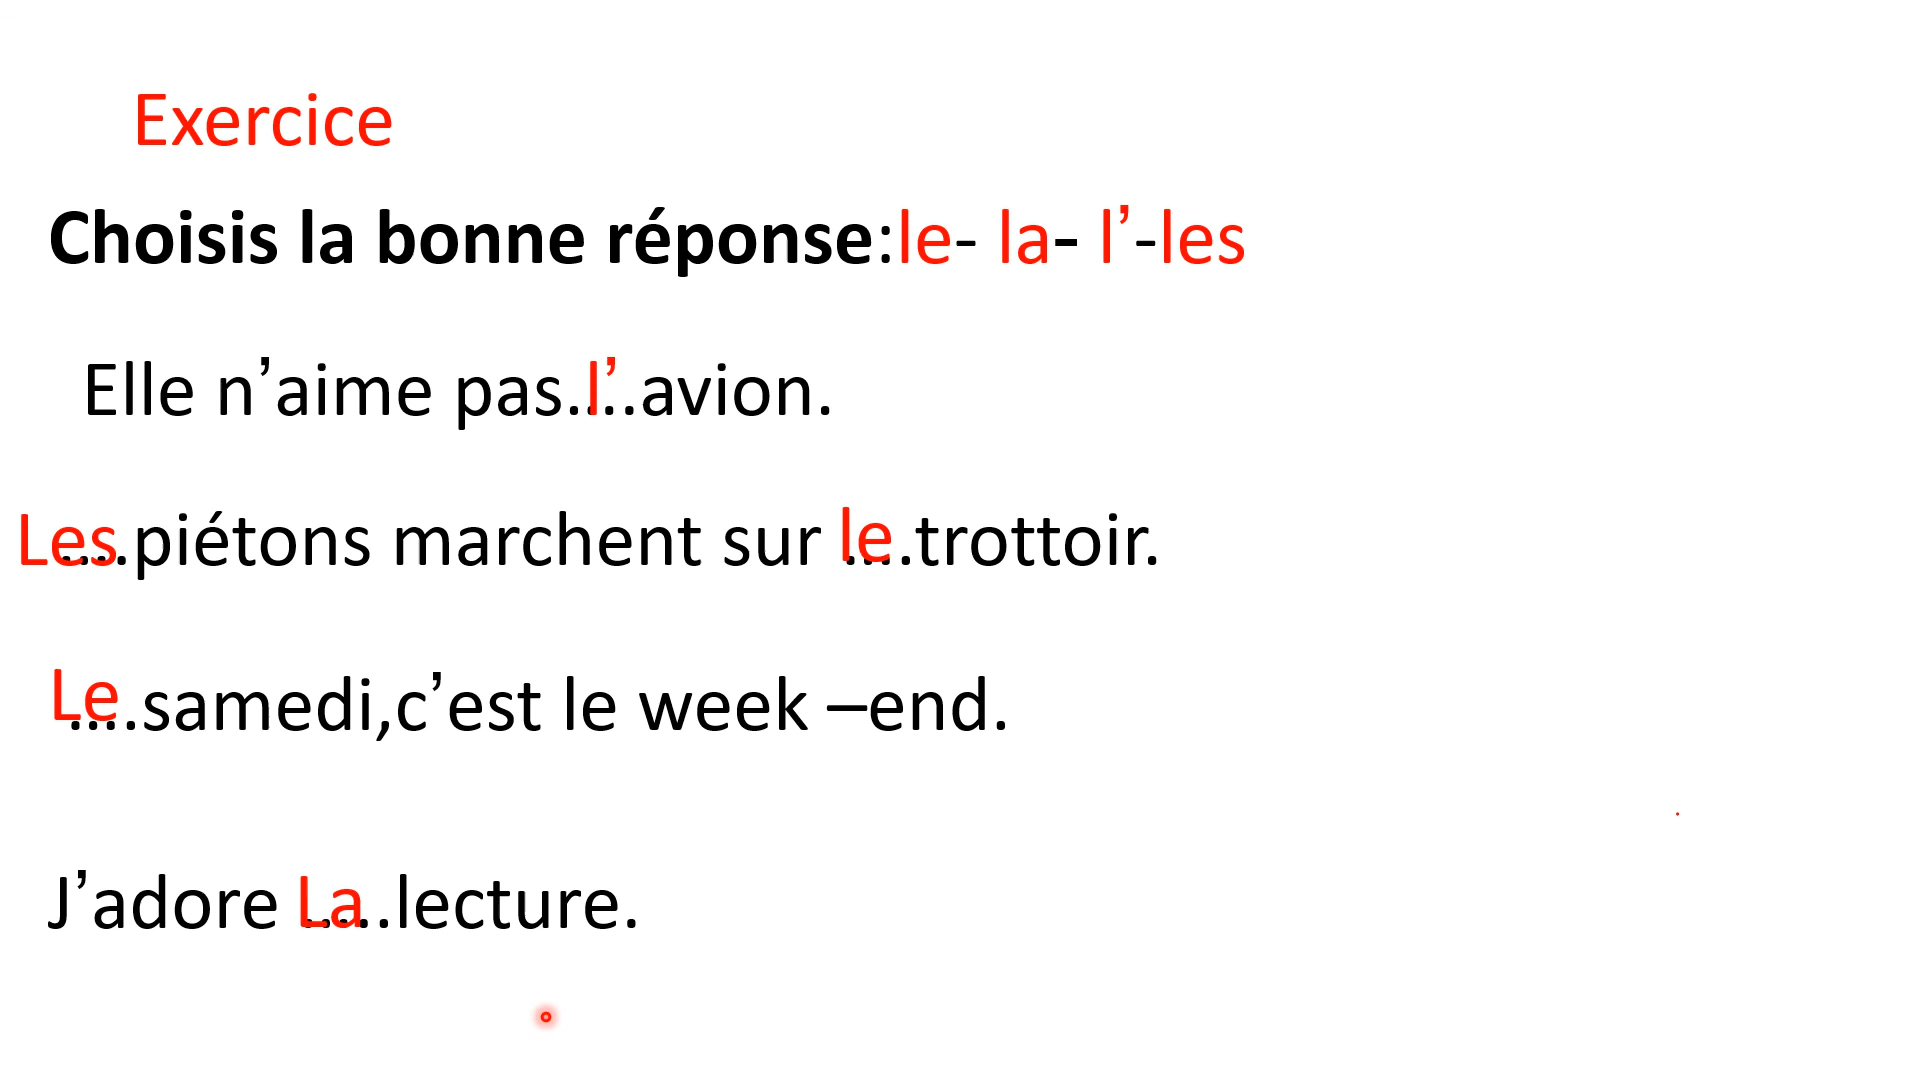 Exercice
Choisis la bonne réponse:le- la- l’-les
Elle n’aime pas.l’..avion.
Les....piétons marchent sur le...trottoir.
Le....samedi,c’est le week –end.
J’adore La.....lecture.